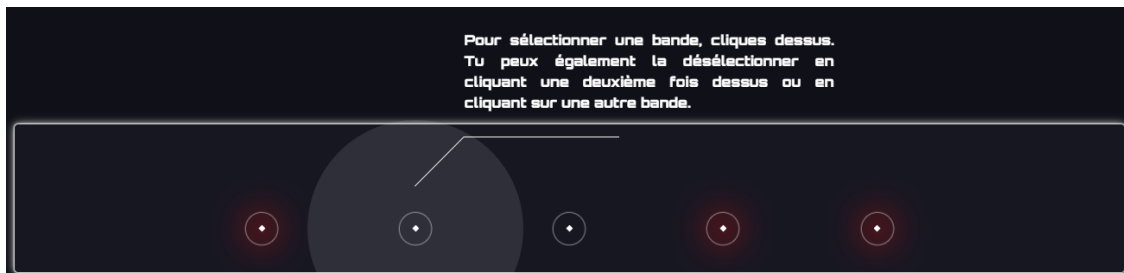 Pour sélectionner une bande, cliques dessus.
Tu peux également la désélectionner en
cliquant une deuxième fois dessus ou en
cliquant sur une autre bande.